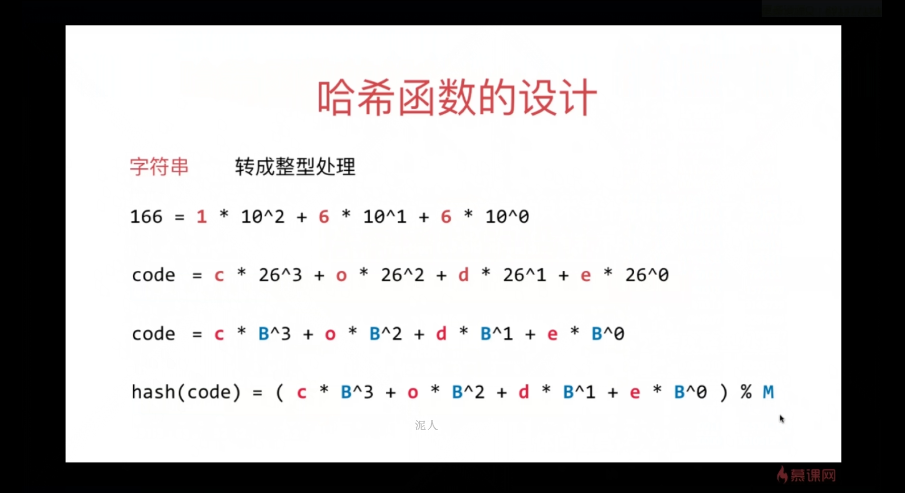 哈希函数的设计
字符串 转成整型处理
166 = 1 * 10^2 + 6 * 10^1 + 6 * 10^0
code = c * 26^3 + o * 26^2 + d * 26^1 + e * 26^0
code = c * B^3 + o * B^2 + d * B^1 + e * B^0
hash(code) = ( c * B^3 + o * B^2 + d * B^1 + e * B^0 ) % M
泥人
慕课网